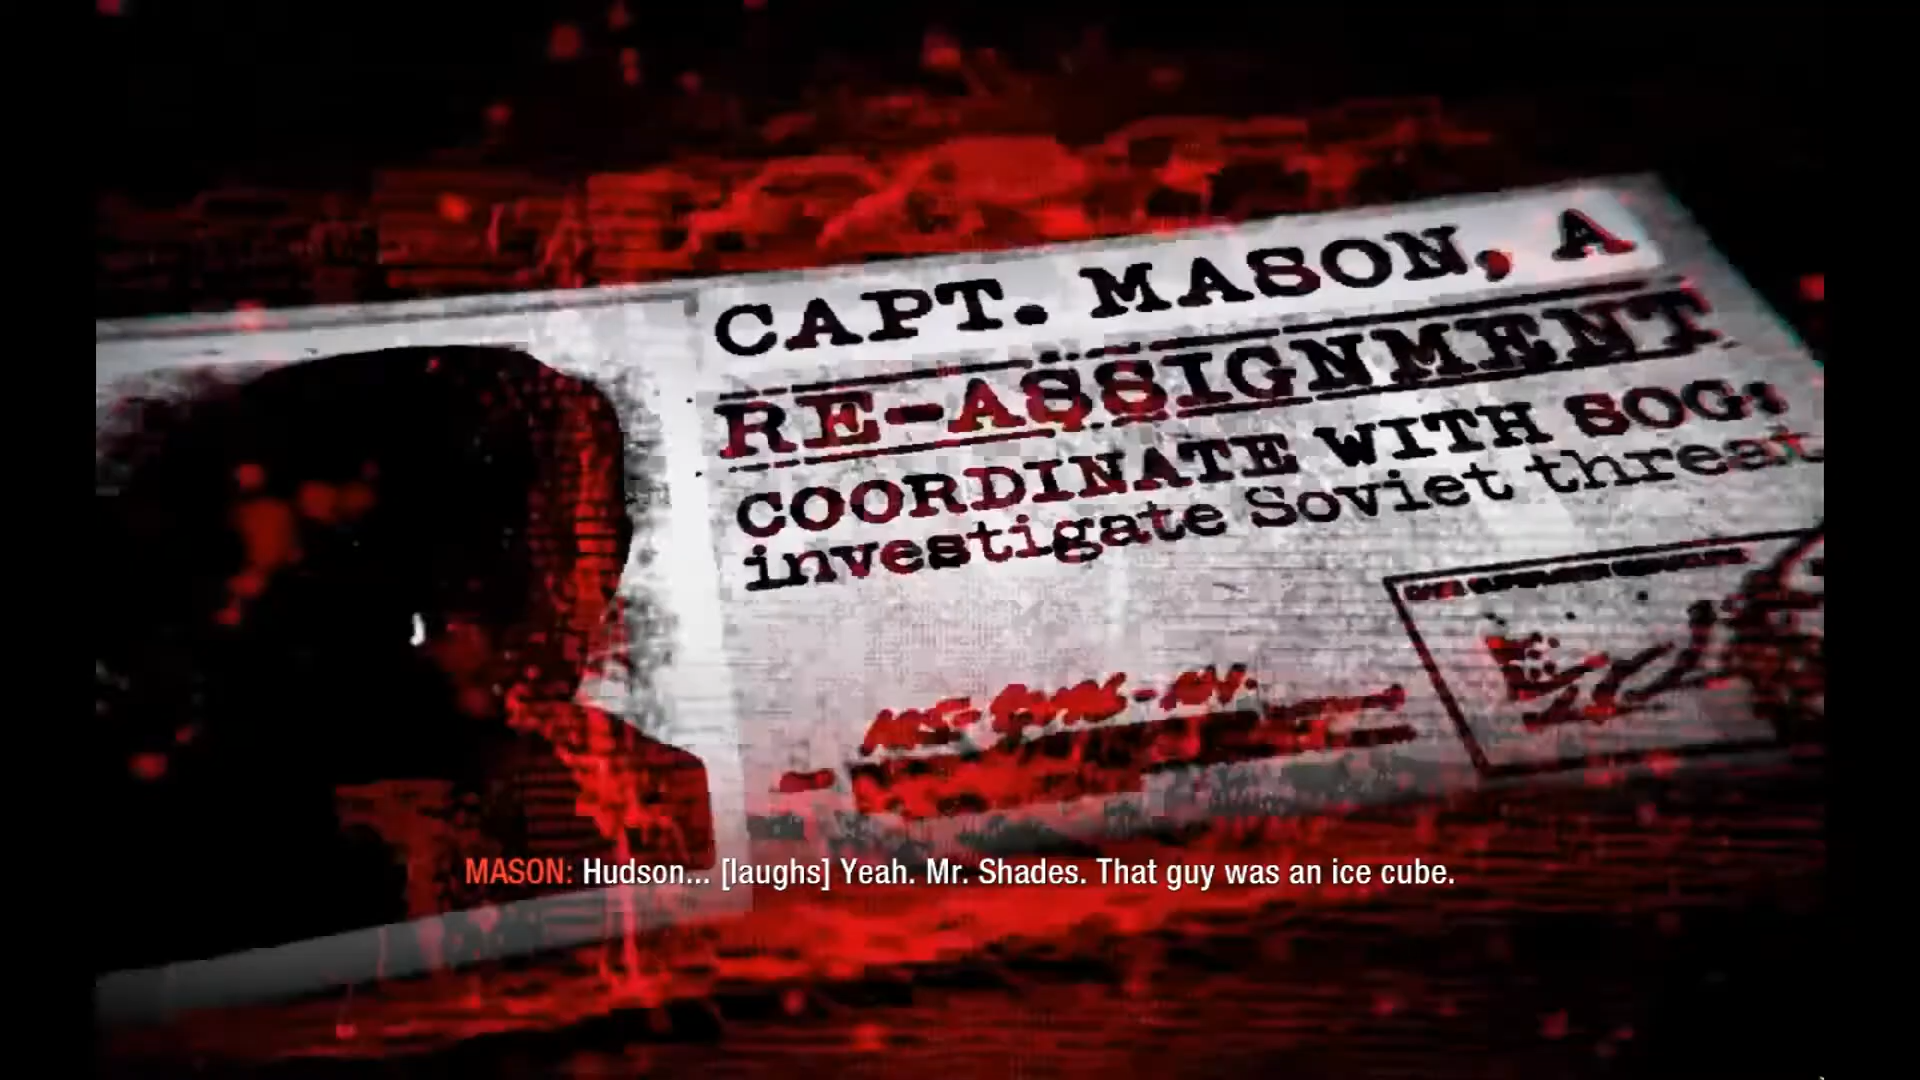 CAPT. MASON, A
RE-ASSIGNMENT
COORDINATE WITH SOG:
investigate Soviet threat
MASON: Hudson... [laughs] Yeah. Mr. Shades. That guy was an ice cube.